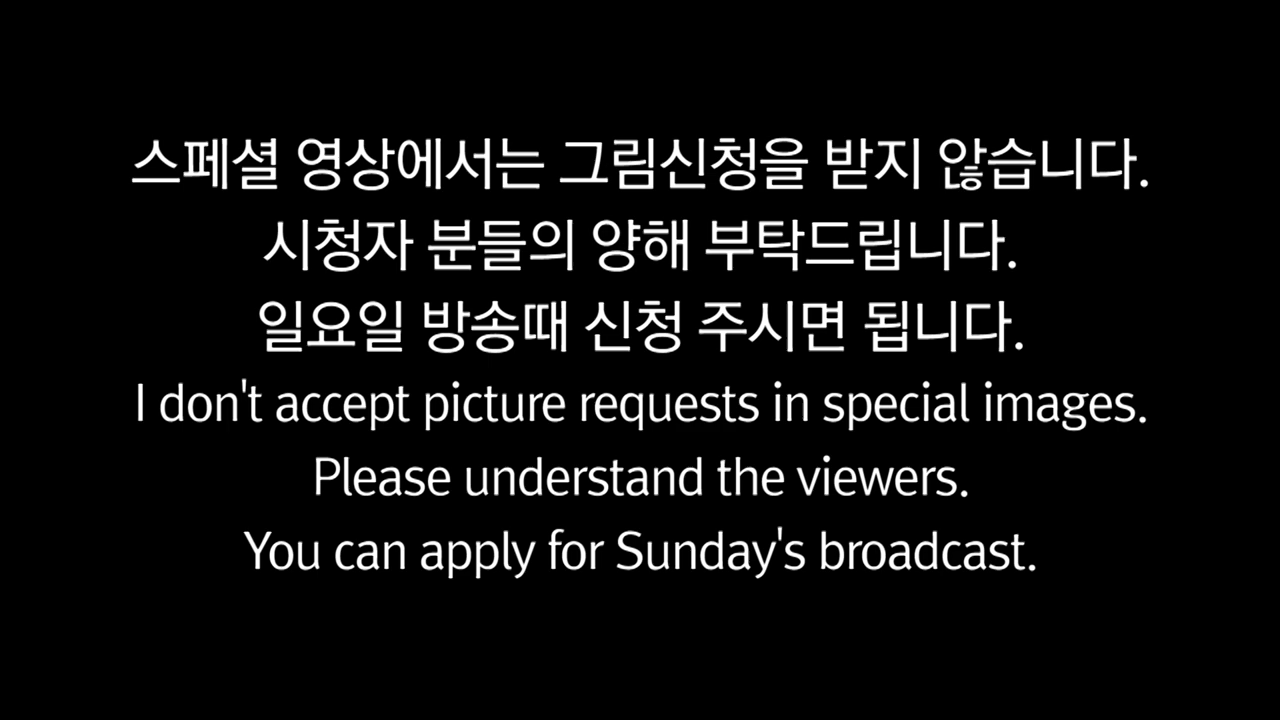 스페셜 영상에서는 그림신청을 받지 않습니다.
시청자 분들의 양해 부탁드립니다.
일요일 방송때 신청 주시면 됩니다.
I don't accept picture requests in special images.
Please understand the viewers.
You can apply for Sunday's broadcast.